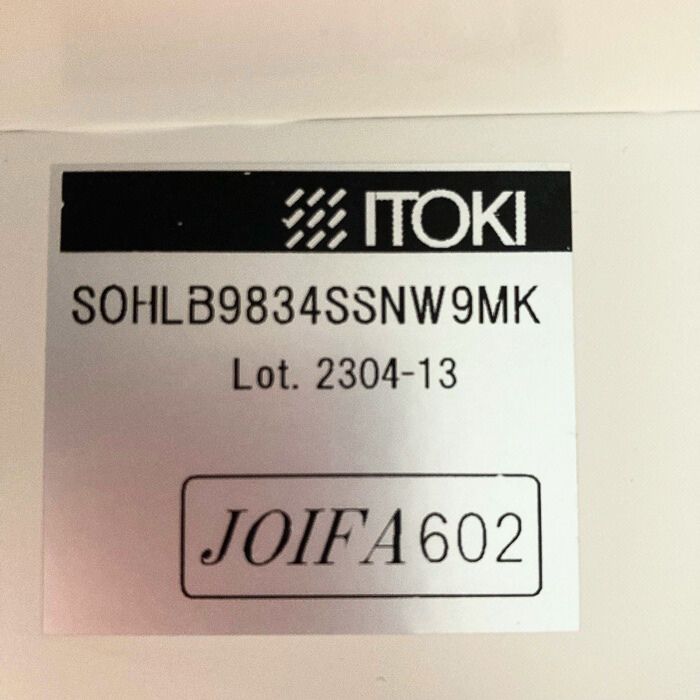 ITOKI
SOHLB9834SSNW9MK
Lot. 2304-13
JOIFA602